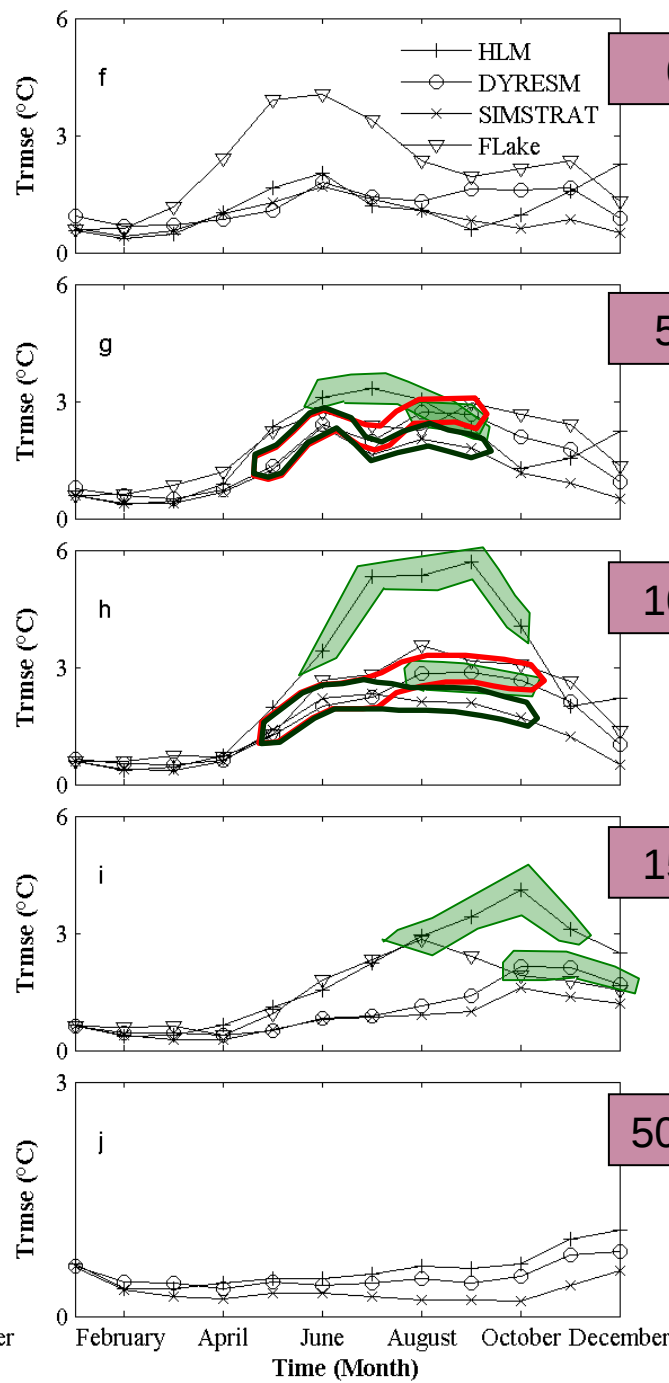 6
3
0
Trmse (°C)
f
HLM
DYRESM
SIMSTRAT
FLake
6
3
0
Trmse (°C)
g
5
6
3
0
Trmse (°C)
h
6
3
0
Trmse (°C)
i
3
0
Trmse (°C)
j
50
February April June August October December
Time (Month)